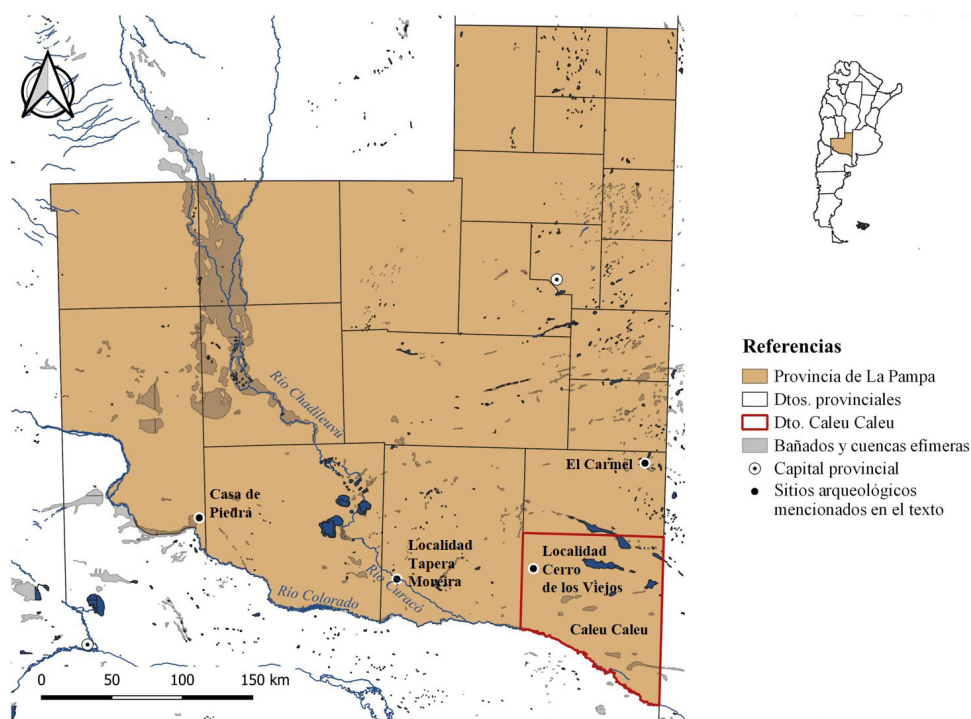 Río Chadileuvú
El Carmel
Casa de
Piedra
Localidad
Tapera
Moreira
Río Curacó
Río Colorado
Localidad
Cerro
de los Viejos
Caleu Caleu
0 50 100 150 km
Referencias
Provincia de La Pampa
Dtos. provinciales
Dto. Caleu Caleu
Bañados y cuencas efímeras
Capital provincial
Sitios arqueológicos
mencionados en el texto